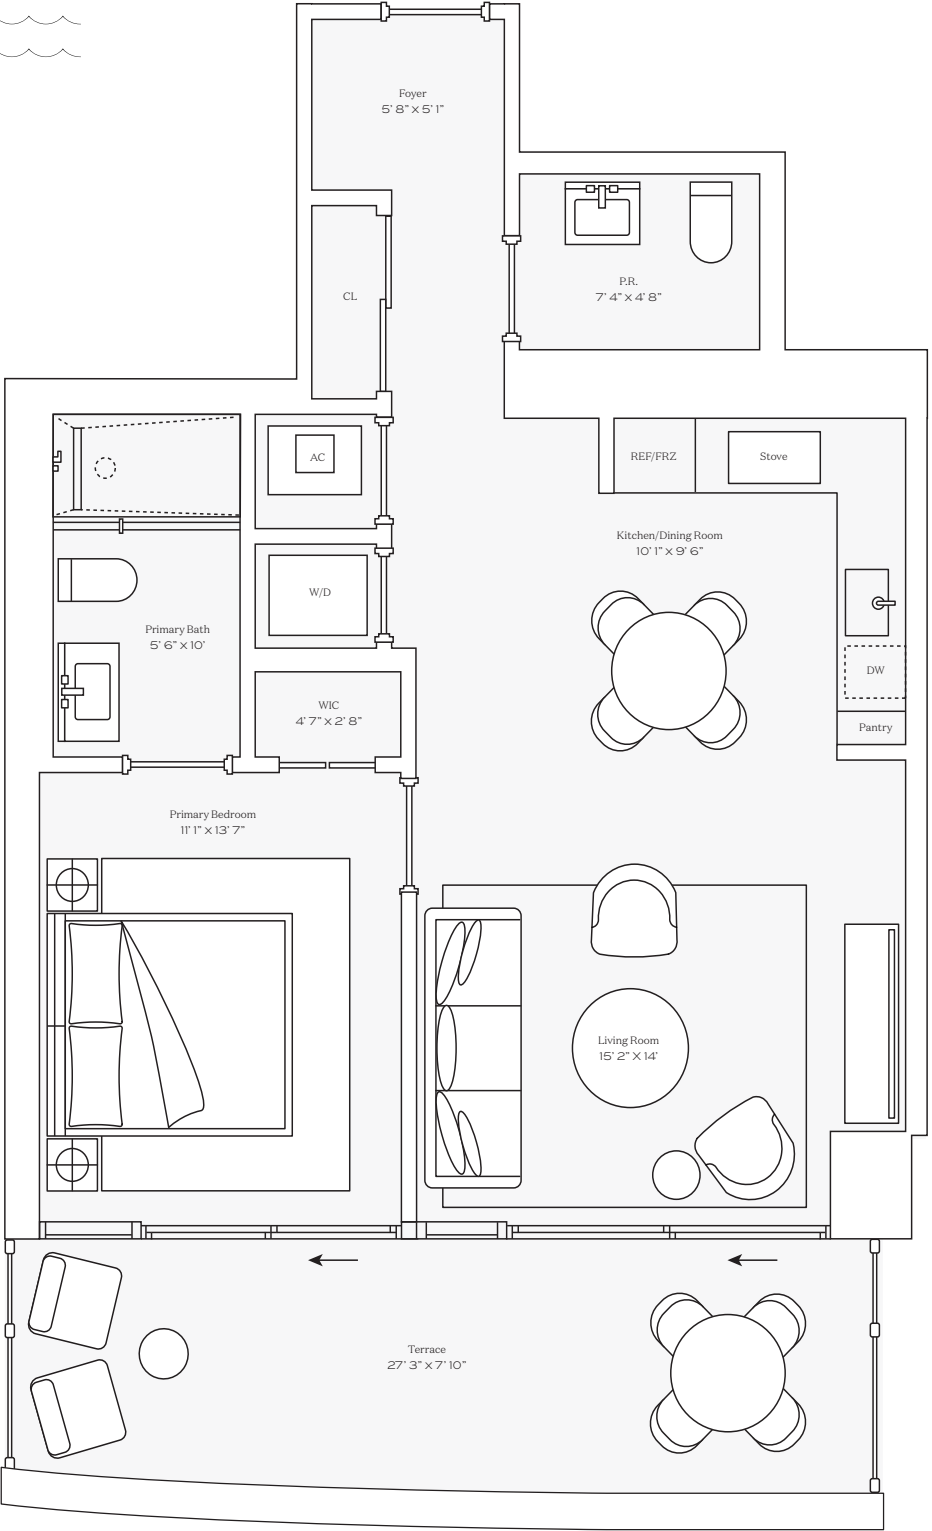 Foyer
5' 8" X 5' 1"
P.R.
7' 4" X 4' 8"
CL
AC
REF/FRZ
Stove
Kitchen/Dining Room
10' 1" X 9' 6"
W/D
Primary Bath
5' 6" X 10'
DW
WIC
4' 7" X 2' 8"
Pantry
Primary Bedroom
11' 1" X 13' 7"
Living Room
15' 2" X 14'
Terrace
27' 3" X 7' 10"